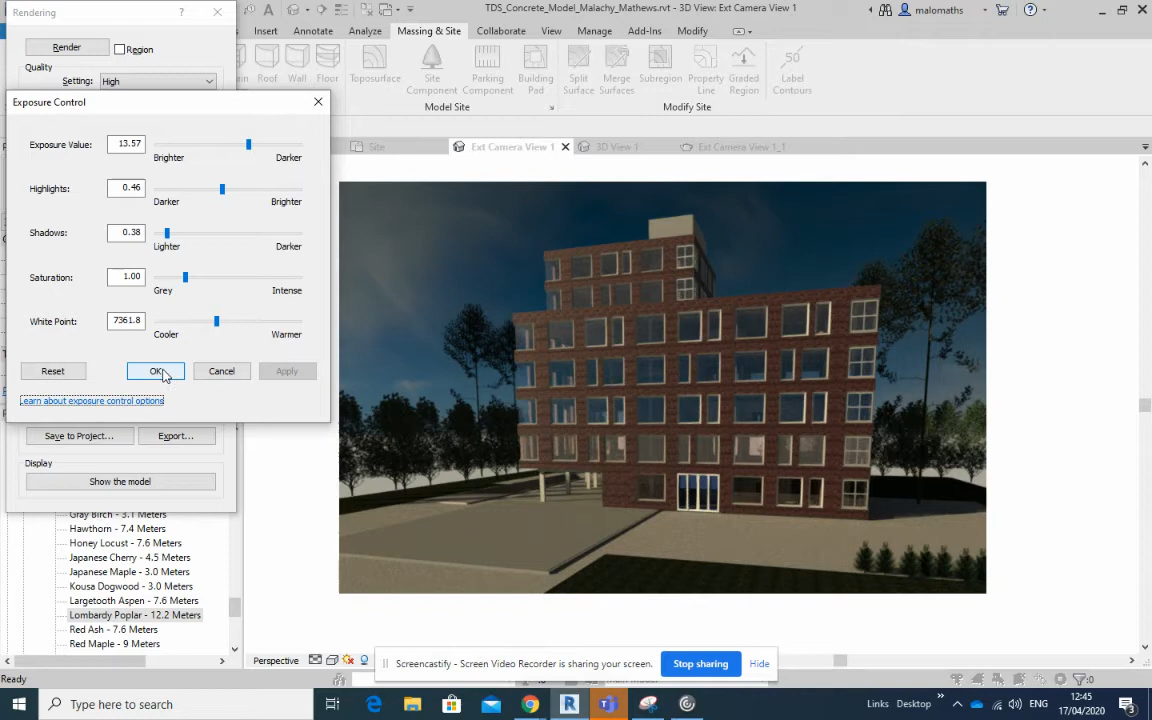 Rendering
?
TDS_Concrete_Model_Malachy_Mathews.rvt - 3D View: Ext Camera View 1
malomaths
Render
Region
Quality
Setting:
High
Insert
Annotate
Analyze
Massing & Site
Collaborate
View
Manage
Add-Ins
Modify
Roof
Wall
Floor
Toposurface
Site
Component
Parking
Component
Building
Pad
Split
Surface
Merge
Surfaces
Subregion
Property
Line
Graded
Region
Label
Contours
Model Site
Modify Site
Site
Ext Camera View 1
3D View 1
Ext Camera View 1_1
Exposure Control
Exposure Value:
13.57
Brighter
Darker
Highlights:
0.46
Darker
Brighter
Shadows:
0.38
Lighter
Darker
Saturation:
1.00
Grey
Intense
White Point:
7361.8
Cooler
Warmer
Reset
OK
Cancel
Apply
Learn about exposure control options
Save to Project...
Export...
Display
Show the model
Gray Birch - 3.1 Meters
Hawthorn - 7.4 Meters
Honey Locust - 7.6 Meters
Japanese Cherry - 4.5 Meters
Japanese Maple - 3.0 Meters
Kousa Dogwood - 3.0 Meters
Largetooth Aspen - 7.6 Meters
Lombardy Poplar - 12.2 Meters
Red Ash - 7.6 Meters
Red Maple - 9 Meters
Perspective
Screencastify - Screen Video Recorder is sharing your screen.
Stop sharing
Hide
Ready
:0
Type here to search
Links
Desktop
ENG
12:45
17/04/2020
3